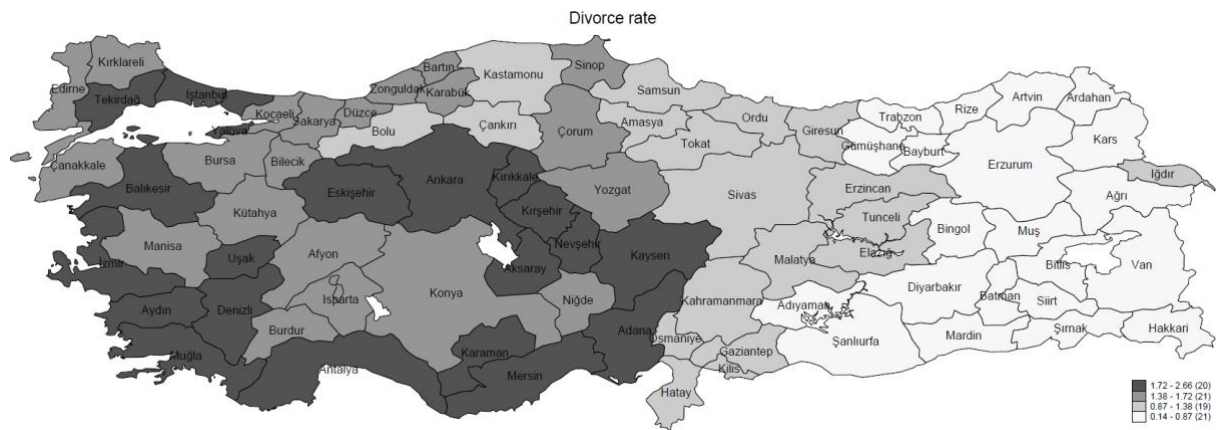 Divorce rate
Kırklareli
Edirne
Tekirdağ
İstanbul
Kocaeli
Yalova
Sakarya
Düzce
Zonguldak
Bartın
Karabük
Kastamonu
Sinop
Samsun
Bolu
Çankırı
Çorum
Amasya
Tokat
Ordu
Giresun
Trabzon
Rize
Artvin
Ardahan
Gümüşhane
Bayburt
Erzurum
Kars
Iğdır
Çanakkale
Bursa
Bilecik
Balıkesir
Kütahya
Eskişehir
Ankara
Kırıkkale
Kırşehir
Yozgat
Sivas
Erzincan
Tunceli
Ağrı
Manisa
İzmir
Uşak
Afyon
Konya
Aksaray
Nevşehir
Kayseri
Malatya
Elazığ
Bingol
Muş
Bitlis
Van
Aydın
Denizli
Isparta
Burdur
Niğde
Kahramanmara
Adıyaman
Diyarbakır
Batman
Siirt
Muğla
Antalya
Karaman
Mersin
Adana
Osmaniye
Gaziantep
Kilis
Hatay
Şanlıurfa
Mardin
Şırnak
Hakkari
1.72 - 2.66 (20)
1.38 - 1.72 (21)
0.87 - 1.38 (19)
0.14 - 0.87 (21)